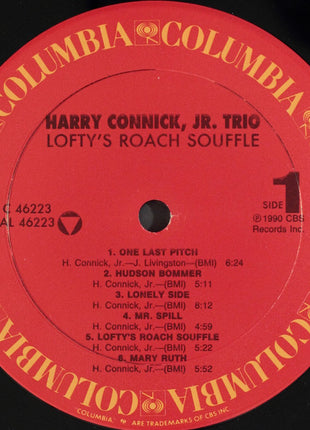 COLUMBIA COLUMBIA
HARRY CONNICK, JR. TRIO
LOFTY'S ROACH SOUFFLE
C 46223
AL 46223
SIDE 1
Ⓟ 1990 CBS
Records Inc.
1. ONE LAST PITCH
H. Connick, Jr.—J. Livingston—(BMI) 6:24
2. HUDSON BOMMER
H. Connick, Jr.—(BMI) 5:11
3. LONELY SIDE
H. Connick, Jr.—(BMI) 8:12
4. MR. SPILL
H. Connick, Jr.—(BMI) 4:59
5. LOFTY'S ROACH SOUFFLE
H. Connick, Jr.—(BMI) 5:22
6. MARY RUTH
H. Connick, Jr.—(BMI) 5:52
COLUMBIA COLUMBIA
"COLUMBIA" ARE TRADEMARKS OF CBS INC